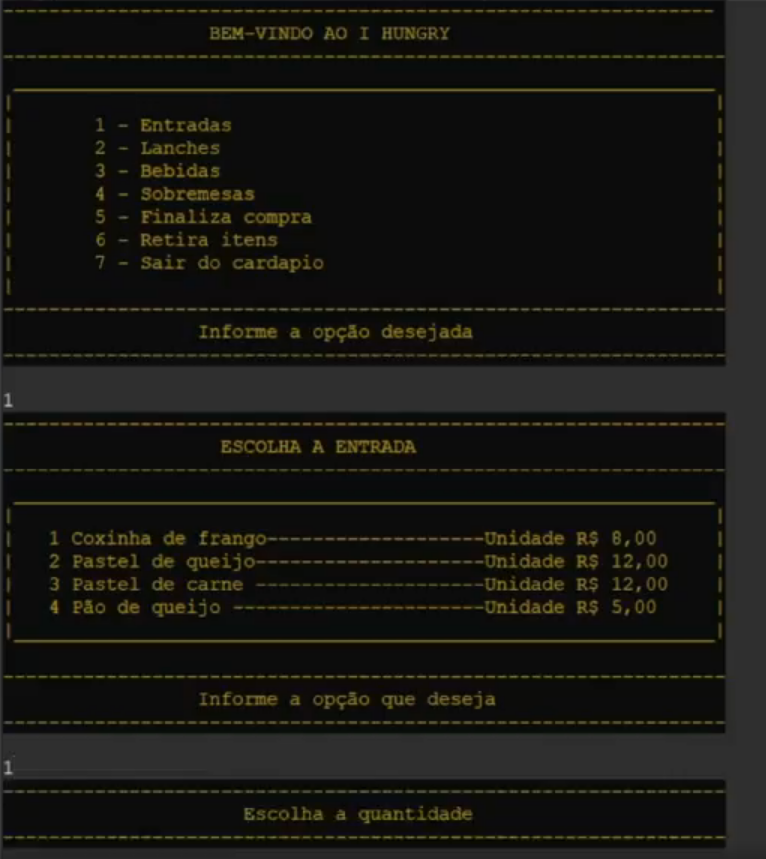 BEM-VINDO AO I HUNGRY
1 - Entradas
2 - Lanches
3 - Bebidas
4 - Sobremesas
5 - Finaliza compra
6 - Retira itens
7 - Sair do cardapio
Informe a opção desejada
1
ESCOLHA A ENTRADA
1 Coxinha de frango-------------------Unidade R$ 8,00
2 Pastel de queijo--------------------Unidade R$ 12,00
3 Pastel de carne --------------------Unidade R$ 12,00
4 Pão de queijo ----------------------Unidade R$ 5,00
Informe a opção que deseja
1
Escolha a quantidade